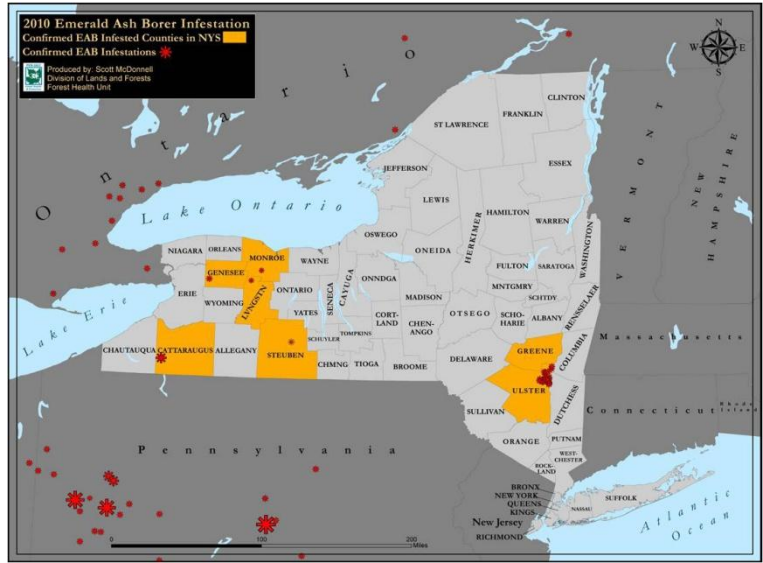 2010 Emerald Ash Borer Infestation
Confirmed EAB Infested Counties in NYS
Confirmed EAB Infestations
Produced by: Scott McDonnell
Division of Lands and Forests
Forest Health Unit
N
W
E
S
Ontario
CLINTON
FRANKLIN
ST LAWRENCE
ESSEX
JEFFERSON
VERMONT
NEW HAMPSHIRE
LEWIS
HAMILTON
WARREN
Lake Ontario
HERKIMER
WASHINGTON
OSWEGO
ONEIDA
NIAGARA
ORLEANS
MONROE
WAYNE
FULTON
SARATOGA
GENESEE
ONNDGA
CAYUGA
SENECA
MADISON
MNTGMRY
SCHTDY
ERIE
WYOMING
LVNGSTN
ONTARIO
YATES
OTSEGO
SCHO-
HARIE
ALBANY
RENSSELAER
Lake Erie
CORT-
LAND
CHEN-
ANGO
TOMPKINS
SCHUYLER
Massachusetts
CHAUTAUQUA
CATTARAUGUS
ALLEGANY
STEUBEN
CHMNG
TIOGA
BROOME
DELAWARE
GREENE
COLUMBIA
ULSTER
DUTCHESS
SULLIVAN
Connecticut
Rhode
Island
Pennsylvania
ORANGE
PUTNAM
WEST-
CHESTER
ROCK-
LAND
BRONX
NEW YORK
QUEENS
KINGS
New Jersey
RICHMOND
NASSAU
SUFFOLK
Atlantic
Ocean
0
100
200
Miles